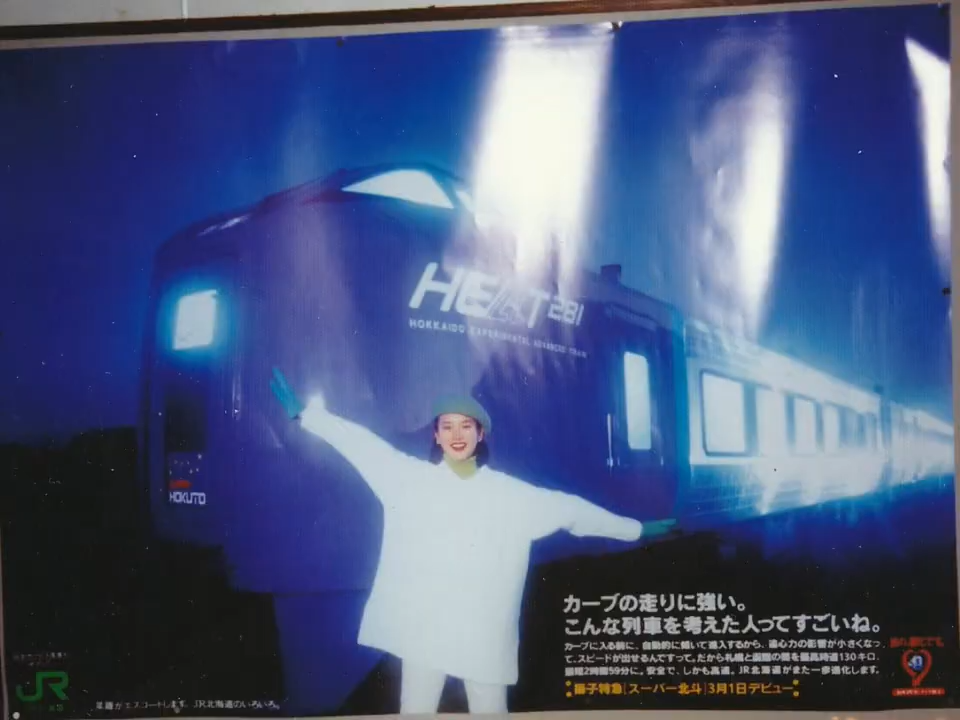 HEAT 281
HOKKAIDO EXPERIMENTAL ADVANCED TRAIN
HOKUTO
カーブの走りに強い。
こんな列車を考えた人ってすごいね。
カーブに入る前に、自動的に傾いて進入するから、遠心力の影響が小さくなっ
て、スピードが出せるんですって。だから札幌と函館の間を最高時速130キロ、
最短2時間59分に。安全で、しかも高速。JR北海道がまた一歩進化します。
振子特急[スーパー北斗]3月1日デビュー
JR
エスコートします。JR北海道のいろいろ。